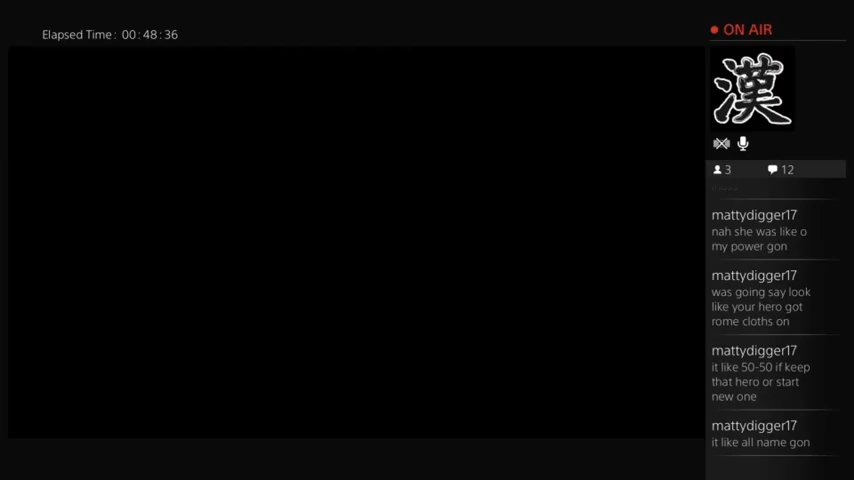 Elapsed Time: 00:48:36
ON AIR
漢
3 12
mattydigger17
nah she was like o
my power gon
mattydigger17
was going say look
like your hero got
rome cloths on
mattydigger17
it like 50-50 if keep
that hero or start
new one
mattydigger17
it like all name gon